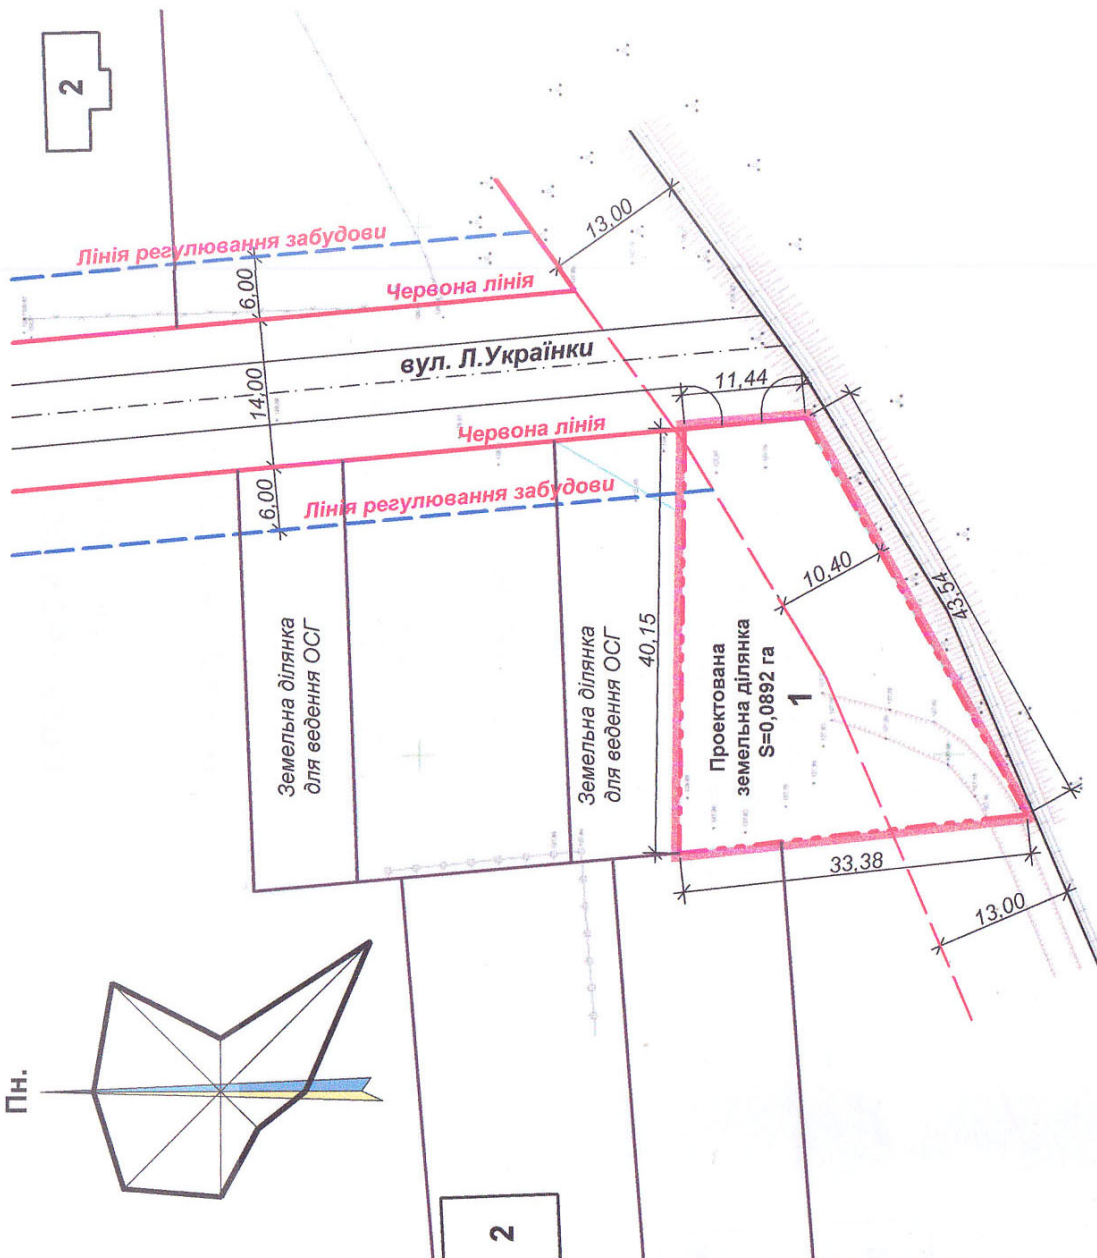 2
Лінія регулювання забудови
6,00
Червона лінія
13,00
вул. Л.Українки
14,00
11,44
Червона лінія
6,00
Лінія регулювання забудови
Земельна ділянка
для ведення ОСГ
Земельна ділянка
для ведення ОСГ
40,15
10,40
43,54
Проектована
земельна ділянка
S=0,0892 га
1
33,38
13,00
Пн.
2